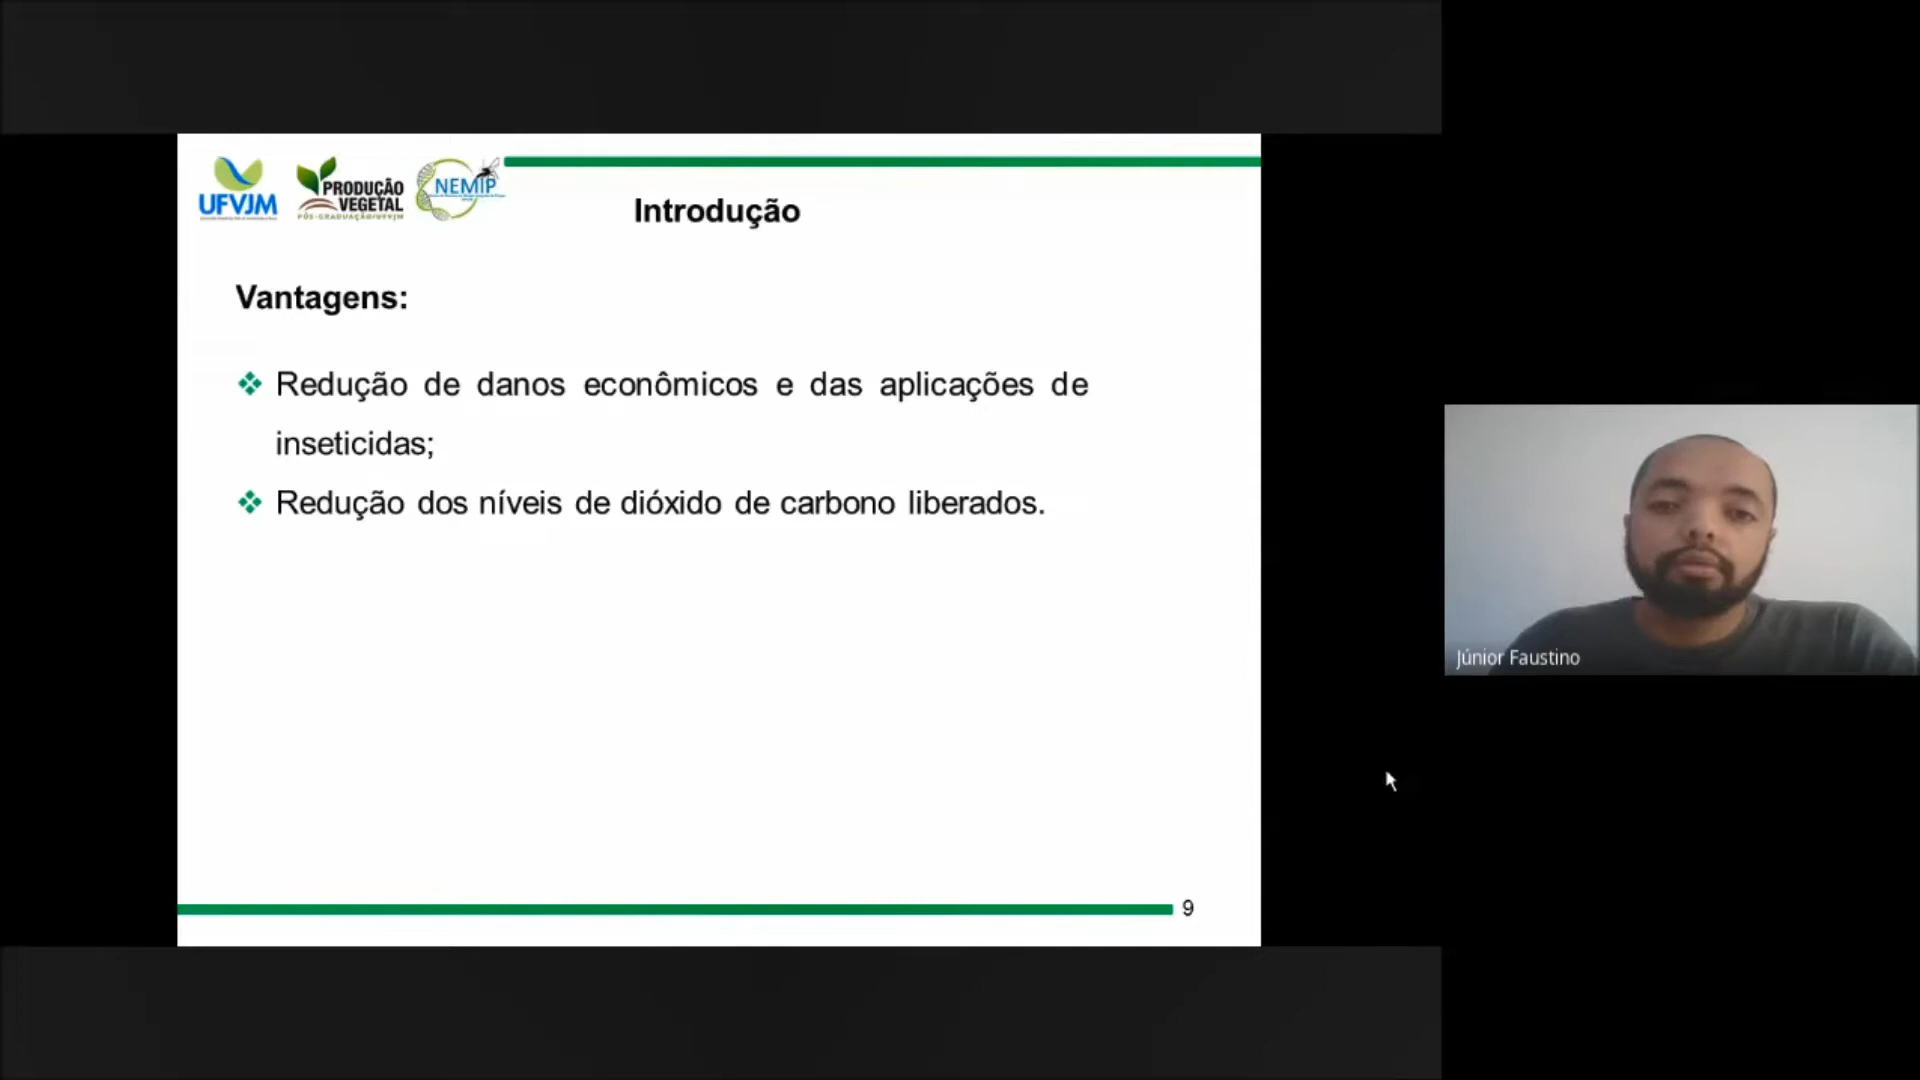 UFVJM
PRODUÇÃO
VEGETAL
PÓS-GRADUAÇÃO/UFVJM
NEMIP
Introdução
Vantagens:
Redução de danos econômicos e das aplicações de
inseticidas;
Redução dos níveis de dióxido de carbono liberados.
9
Júnior Faustino